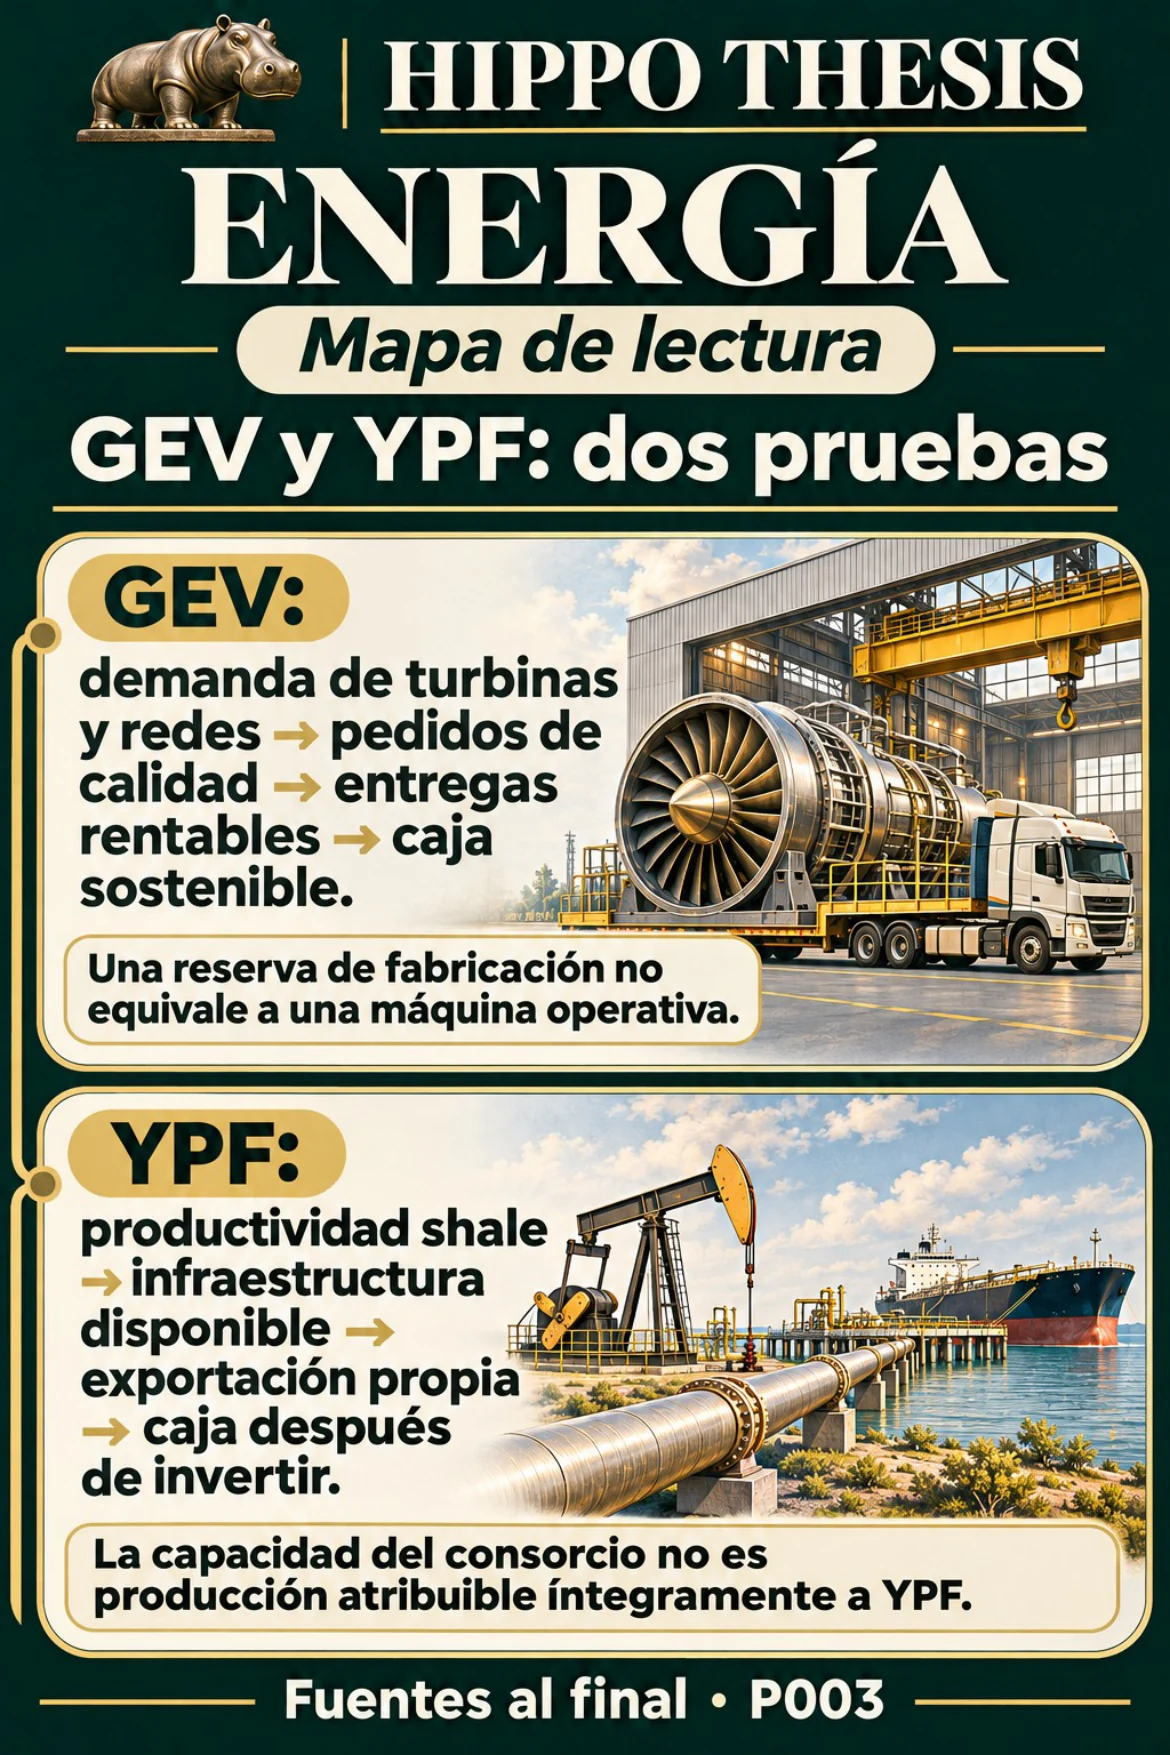 HIPPO THESIS
ENERGÍA
Mapa de lectura
GEV y YPF: dos pruebas
GEV:
demanda de turbinas
y redes → pedidos de
calidad → entregas
rentables → caja
sostenible.
Una reserva de fabricación no
equivale a una máquina operativa.
YPF:
productividad shale
→ infraestructura
disponible →
exportación propia
→ caja después
de invertir.
La capacidad del consorcio no es
producción atribuible íntegramente a YPF.
Fuentes al final • P003